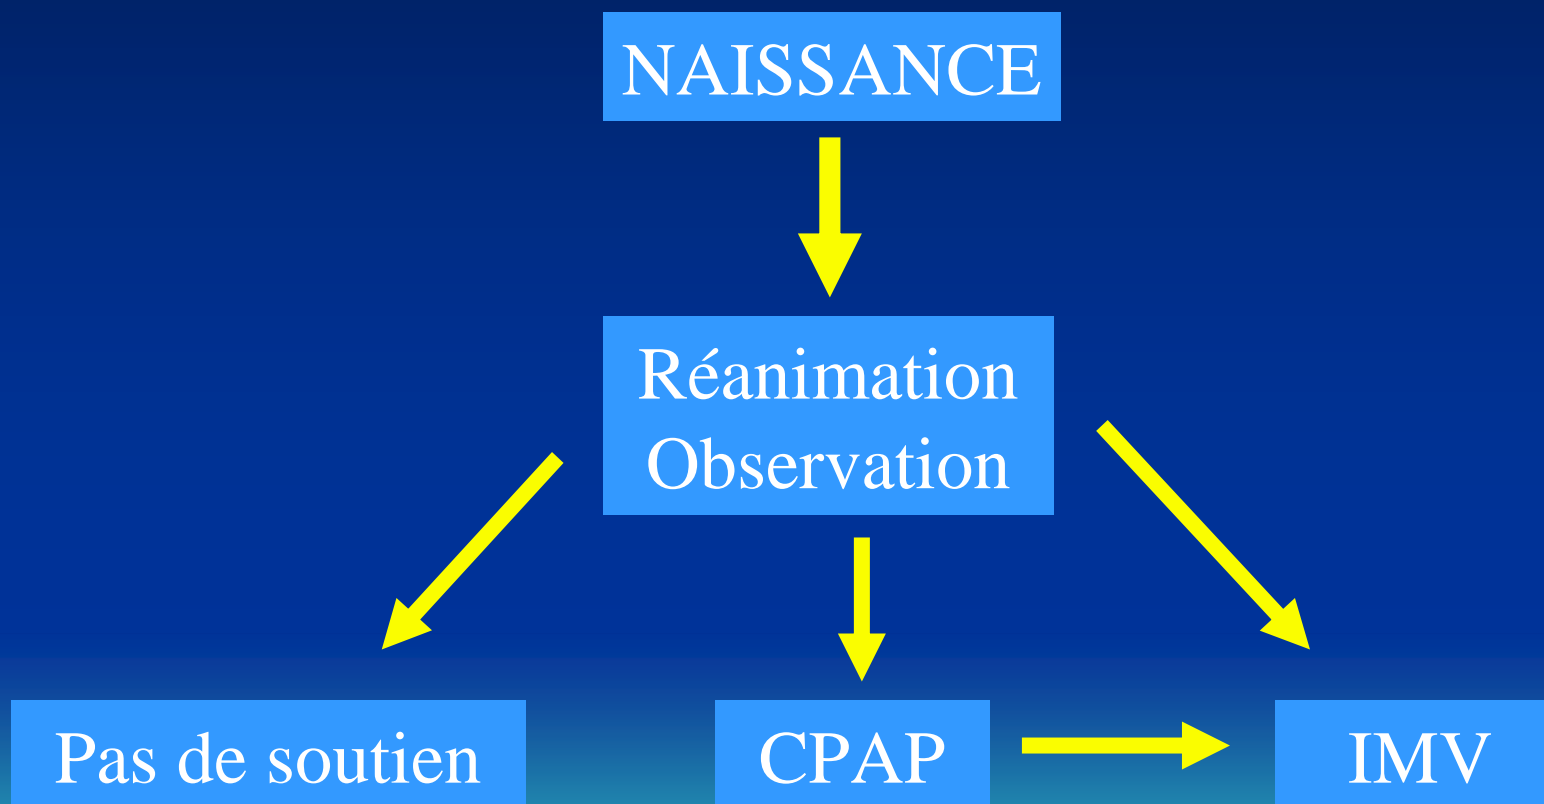 NAISSANCE
Réanimation
Observation
Pas de soutien
CPAP
IMV